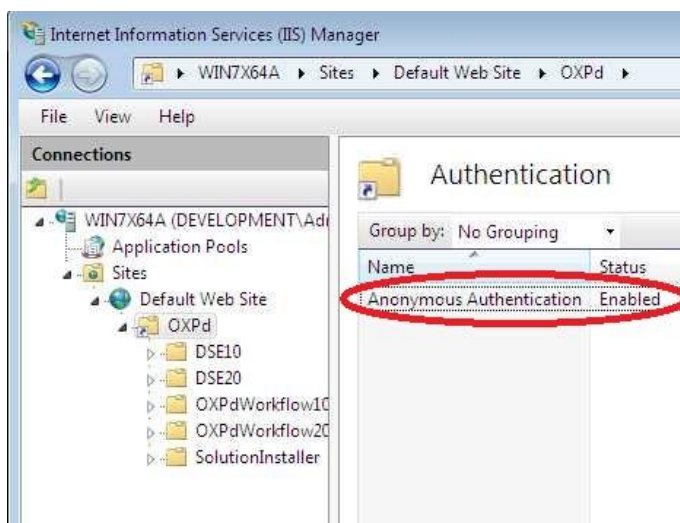 Internet Information Services (IIS) Manager
WIN7X64A Sites Default Web Site OXPd
File View Help
Connections
WIN7X64A (DEVELOPMENT\Adr
Application Pools
Sites
Default Web Site
OXPd
DSE10
DSE20
OXPdWorkflow10
OXPdWorkflow20
SolutionInstaller
Authentication
Group by: No Grouping
Name Status
Anonymous Authentication Enabled